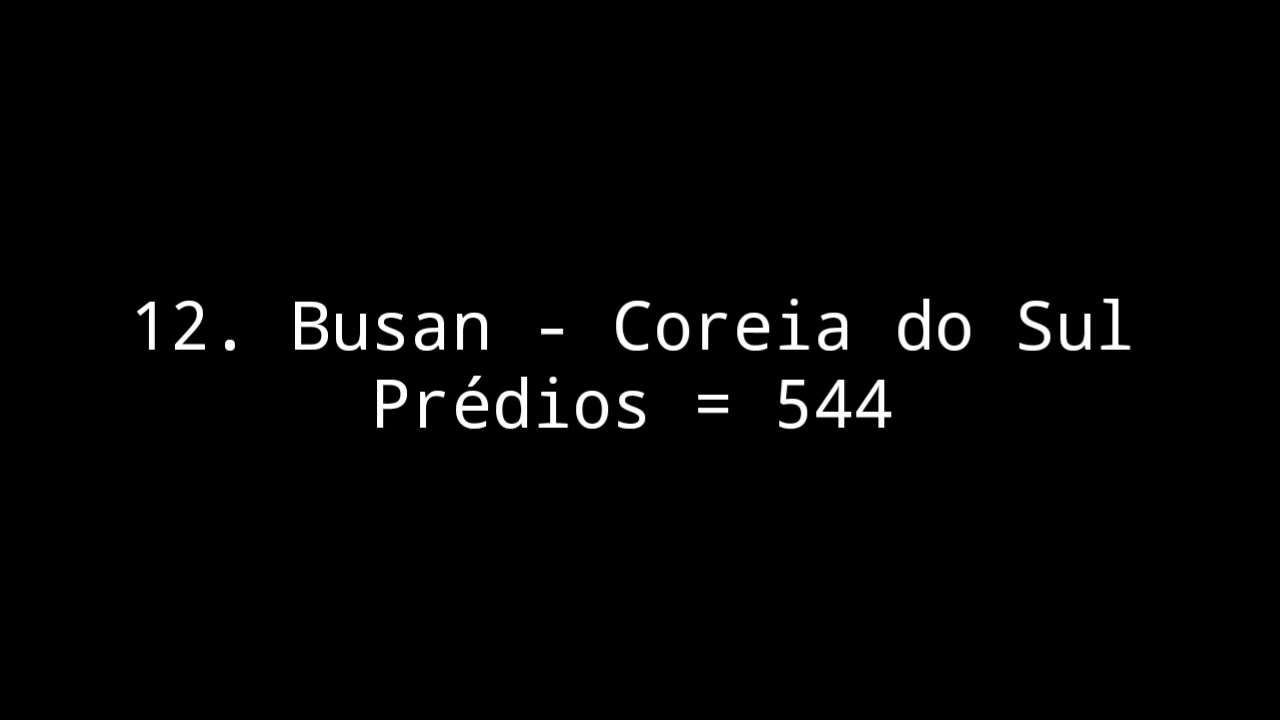 12. Busan - Coreia do Sul
Prédios = 544